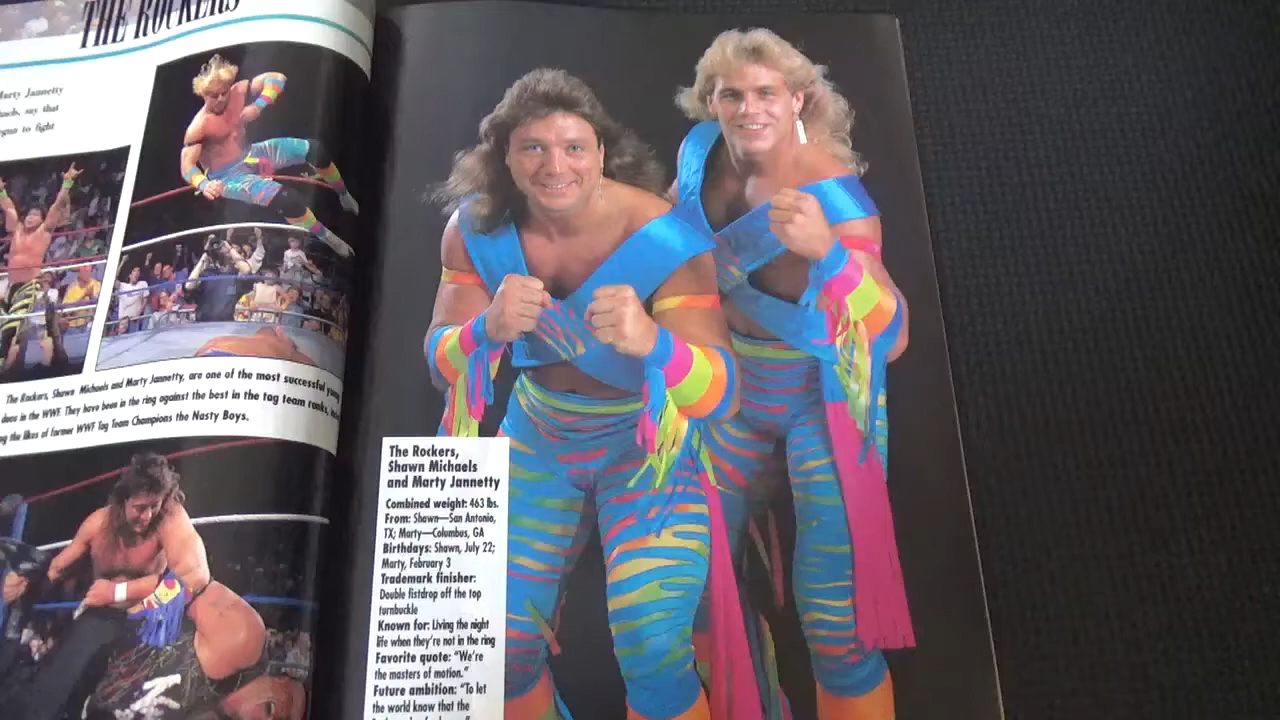 THE ROCKERS
Marty Jannetty
say that
to fight
The Rockers, Shawn Michaels and Marty Jannetty, are one of the most successful
duos in the WWF. They have been in the ring against the best in the tag team ranks,
the likes of former WWF Tag Team Champions the Nasty Boys.
The Rockers,
Shawn Michaels
and Marty Jannetty
Combined weight: 463 lbs.
From: Shawn—San Antonio,
TX; Marty—Columbus, GA
Birthdays: Shawn, July 22;
Marty, February 3
Trademark finisher:
Double fistdrop off the top
turnbuckle
Known for: Living the night
life when they're not in the ring
Favorite quote: "We're
the masters of motion."
Future ambition: "To let
the world know that the